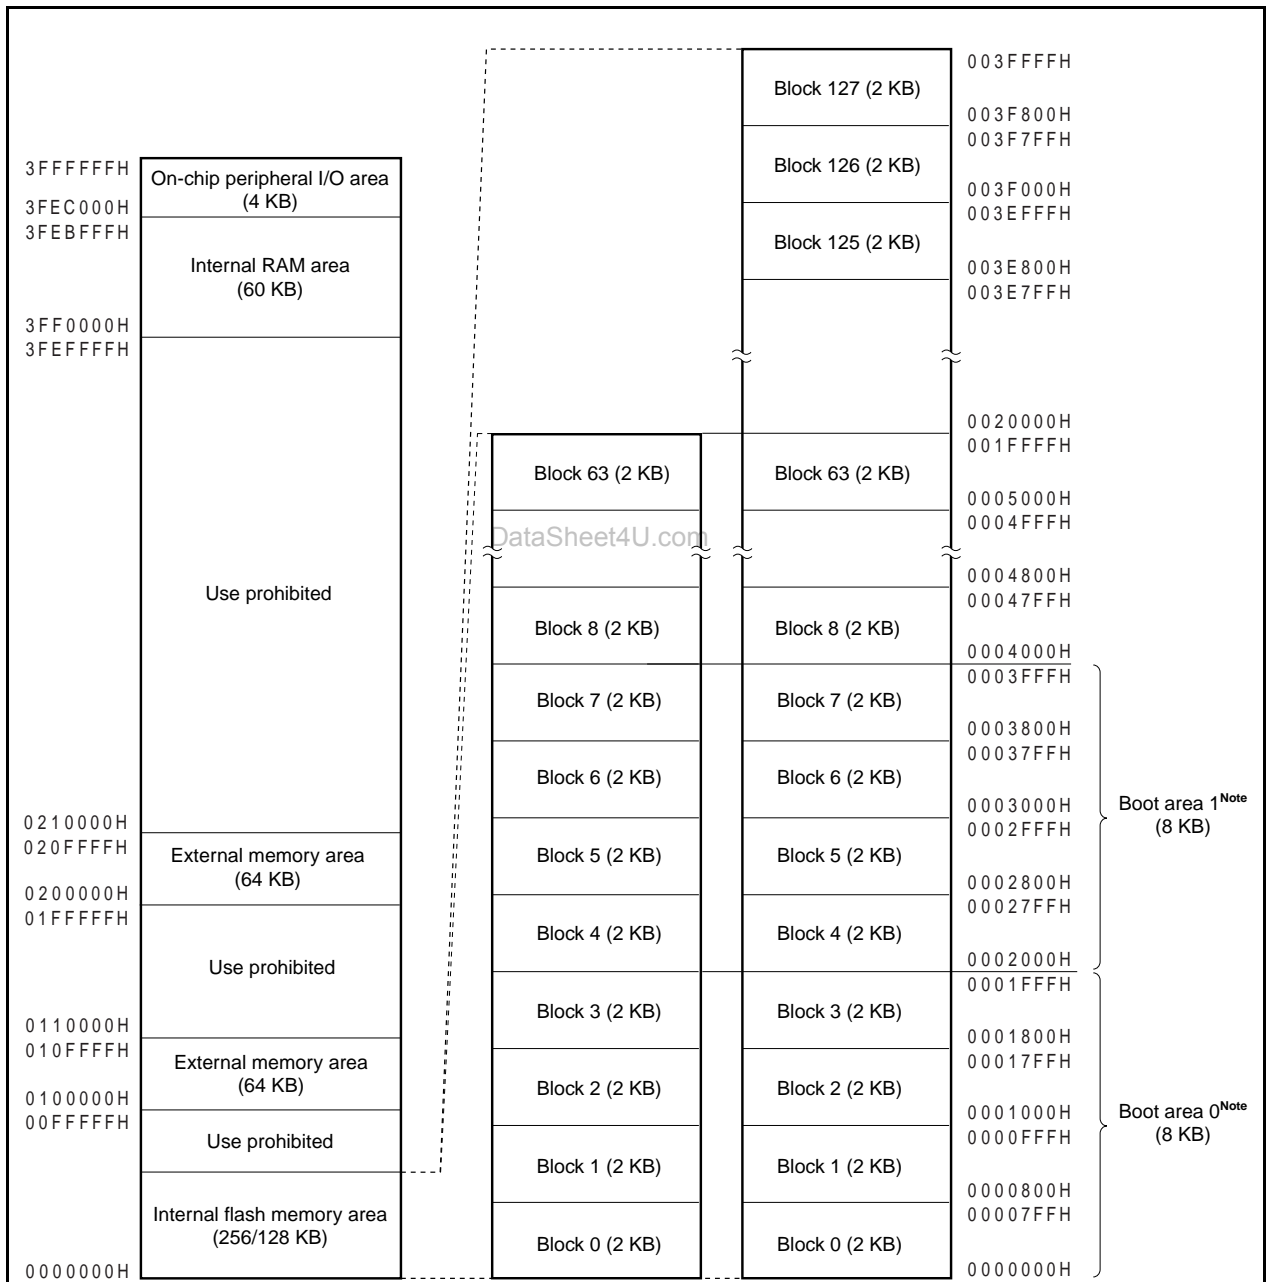 003FFFFH
Block 127 (2 KB)
003F800H
003F7FFH
Block 126 (2 KB)
003F000H
003EFFFH
Block 125 (2 KB)
003E800H
003E7FFH
3FFFFFFH
On-chip peripheral I/O area
(4 KB)
3FEC000H
3FEBFFFH
Internal RAM area
(60 KB)
3FF0000H
3FEFFFFH
Use prohibited
0210000H
020FFFFH
External memory area
(64 KB)
0200000H
01FFFFFH
Use prohibited
0110000H
010FFFFH
External memory area
(64 KB)
0100000H
00FFFFFH
Use prohibited
Internal flash memory area
(256/128 KB)
0000000H
0020000H
001FFFFH
Block 63 (2 KB) Block 63 (2 KB)
0005000H
0004FFFH
DataSheet4U.com
0004800H
00047FFH
Block 8 (2 KB) Block 8 (2 KB)
0004000H
0003FFFH
Block 7 (2 KB) Block 7 (2 KB)
0003800H
00037FFH
Block 6 (2 KB) Block 6 (2 KB)
0003000H
0002FFFH
Boot area 1Note
(8 KB)
Block 5 (2 KB) Block 5 (2 KB)
0002800H
00027FFH
Block 4 (2 KB) Block 4 (2 KB)
0002000H
0001FFFH
Block 3 (2 KB) Block 3 (2 KB)
0001800H
00017FFH
Block 2 (2 KB) Block 2 (2 KB)
0001000H
0000FFFH
Boot area 0Note
(8 KB)
Block 1 (2 KB) Block 1 (2 KB)
0000800H
00007FFH
Block 0 (2 KB) Block 0 (2 KB)
0000000H